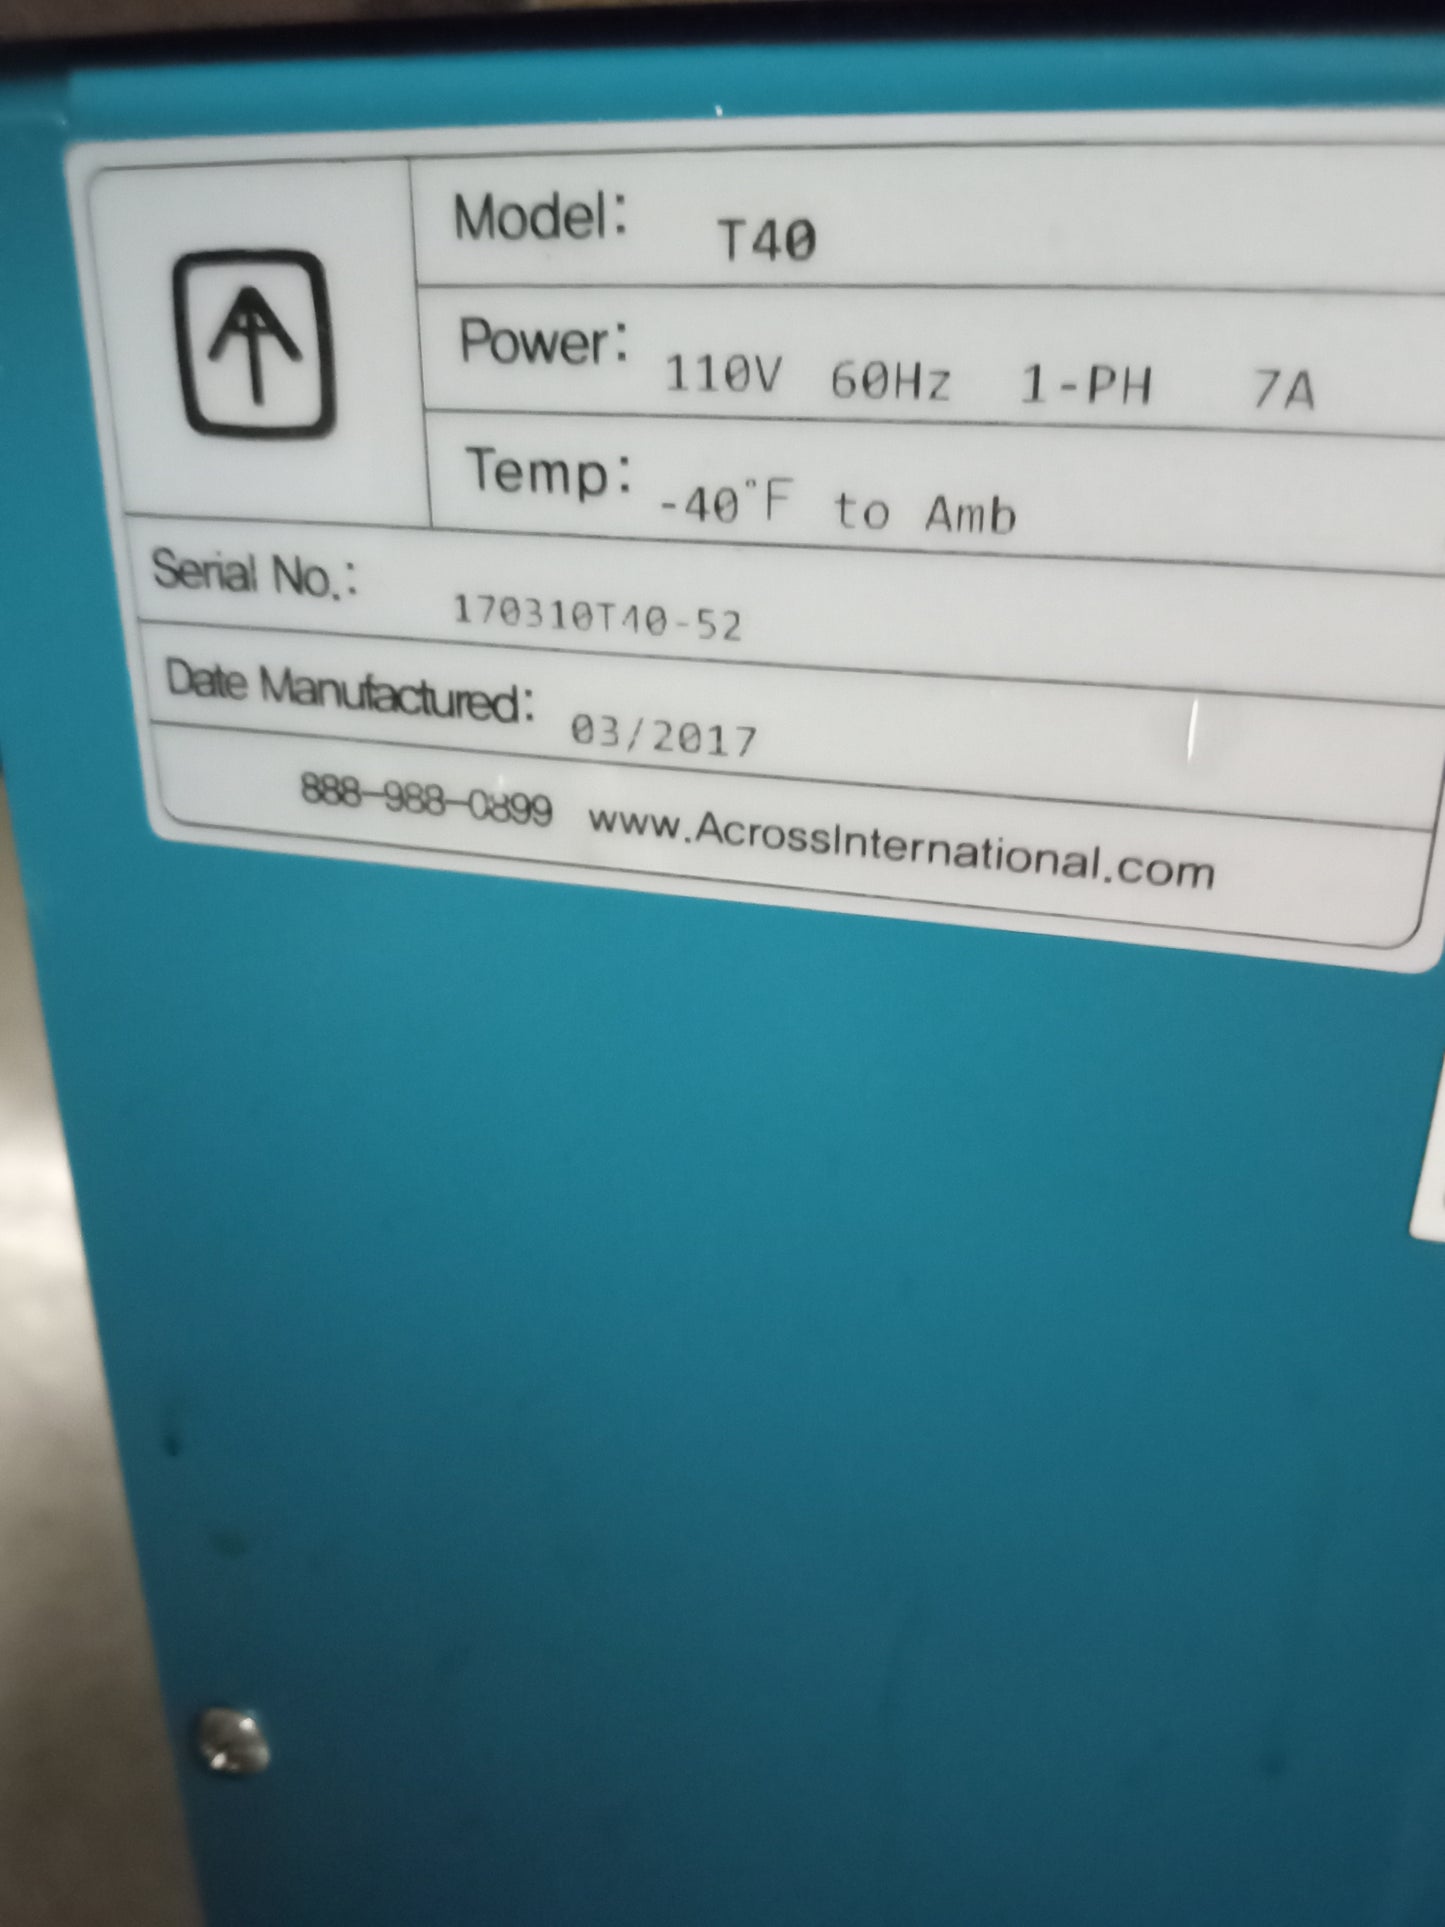 Model: T40
Power: 110V 60Hz 1-PH 7A
Temp: -40°F to Amb
Serial No.: 170310T40-52
Date Manufactured: 03/2017
888-988-0899 www.AcrossInternational.com